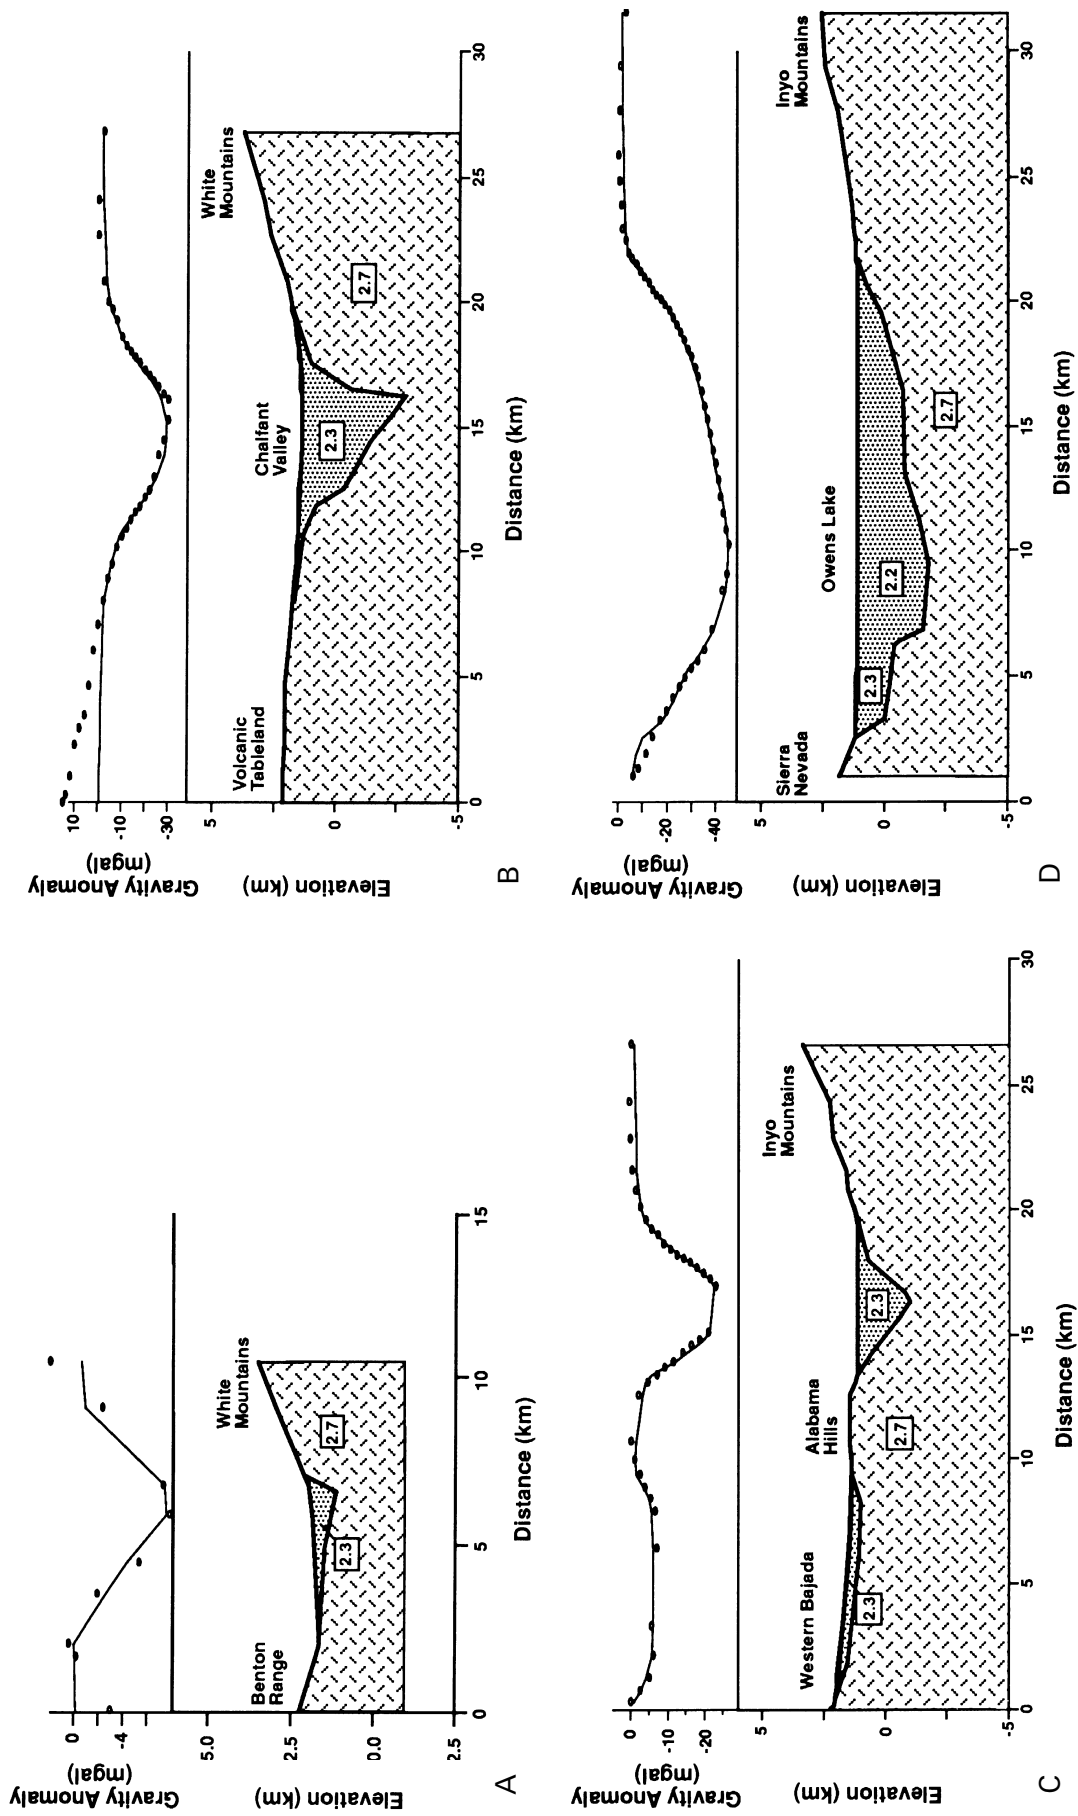 Gravity Anomaly
(mgal)
0
-4
Elevation (km)
5.0
2.5
0.0
2.5
Benton
Range
White
Mountains
2.3
2.7
0
5
10
15
Distance (km)
A
Gravity Anomaly
(mgal)
10
-10
-30
Elevation (km)
5
0
-5
Volcanic
Tableland
Chalfant
Valley
White
Mountains
2.3
2.7
0
5
10
15
20
25
30
Distance (km)
B
Gravity Anomaly
(mgal)
0
-10
-20
Elevation (km)
5
0
-5
Western Bajada
Alabama
Hills
Inyo
Mountains
2.3
2.7
2.3
0
5
10
15
20
25
30
Distance (km)
C
Gravity Anomaly
(mgal)
0
-20
-40
Elevation (km)
5
0
-5
Sierra
Nevada
Owens Lake
Inyo
Mountains
2.3
2.2
2.7
0
5
10
15
20
25
30
Distance (km)
D